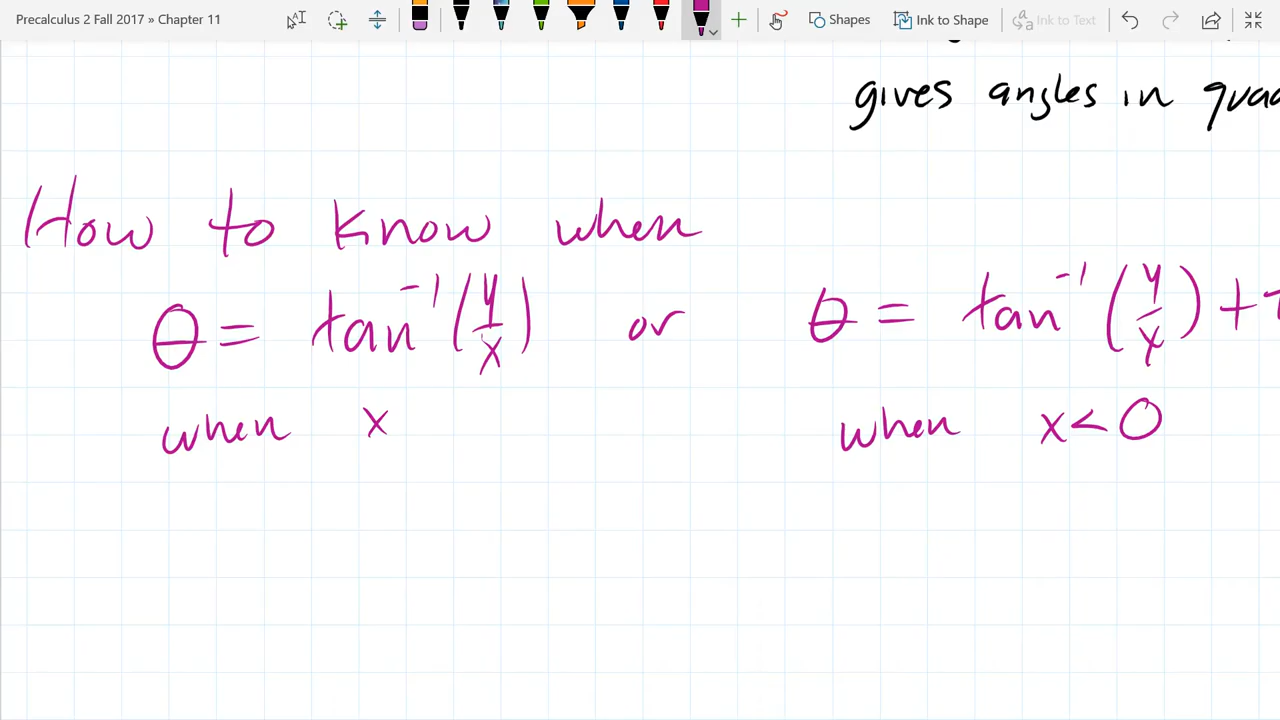 Precalculus 2 Fall 2017 » Chapter 11 Shapes Ink to Shape Ink to Text
gives angles in quad
How to know when
θ = tan⁻¹(y/x) or θ = tan⁻¹(y/x) +
when x when x<0